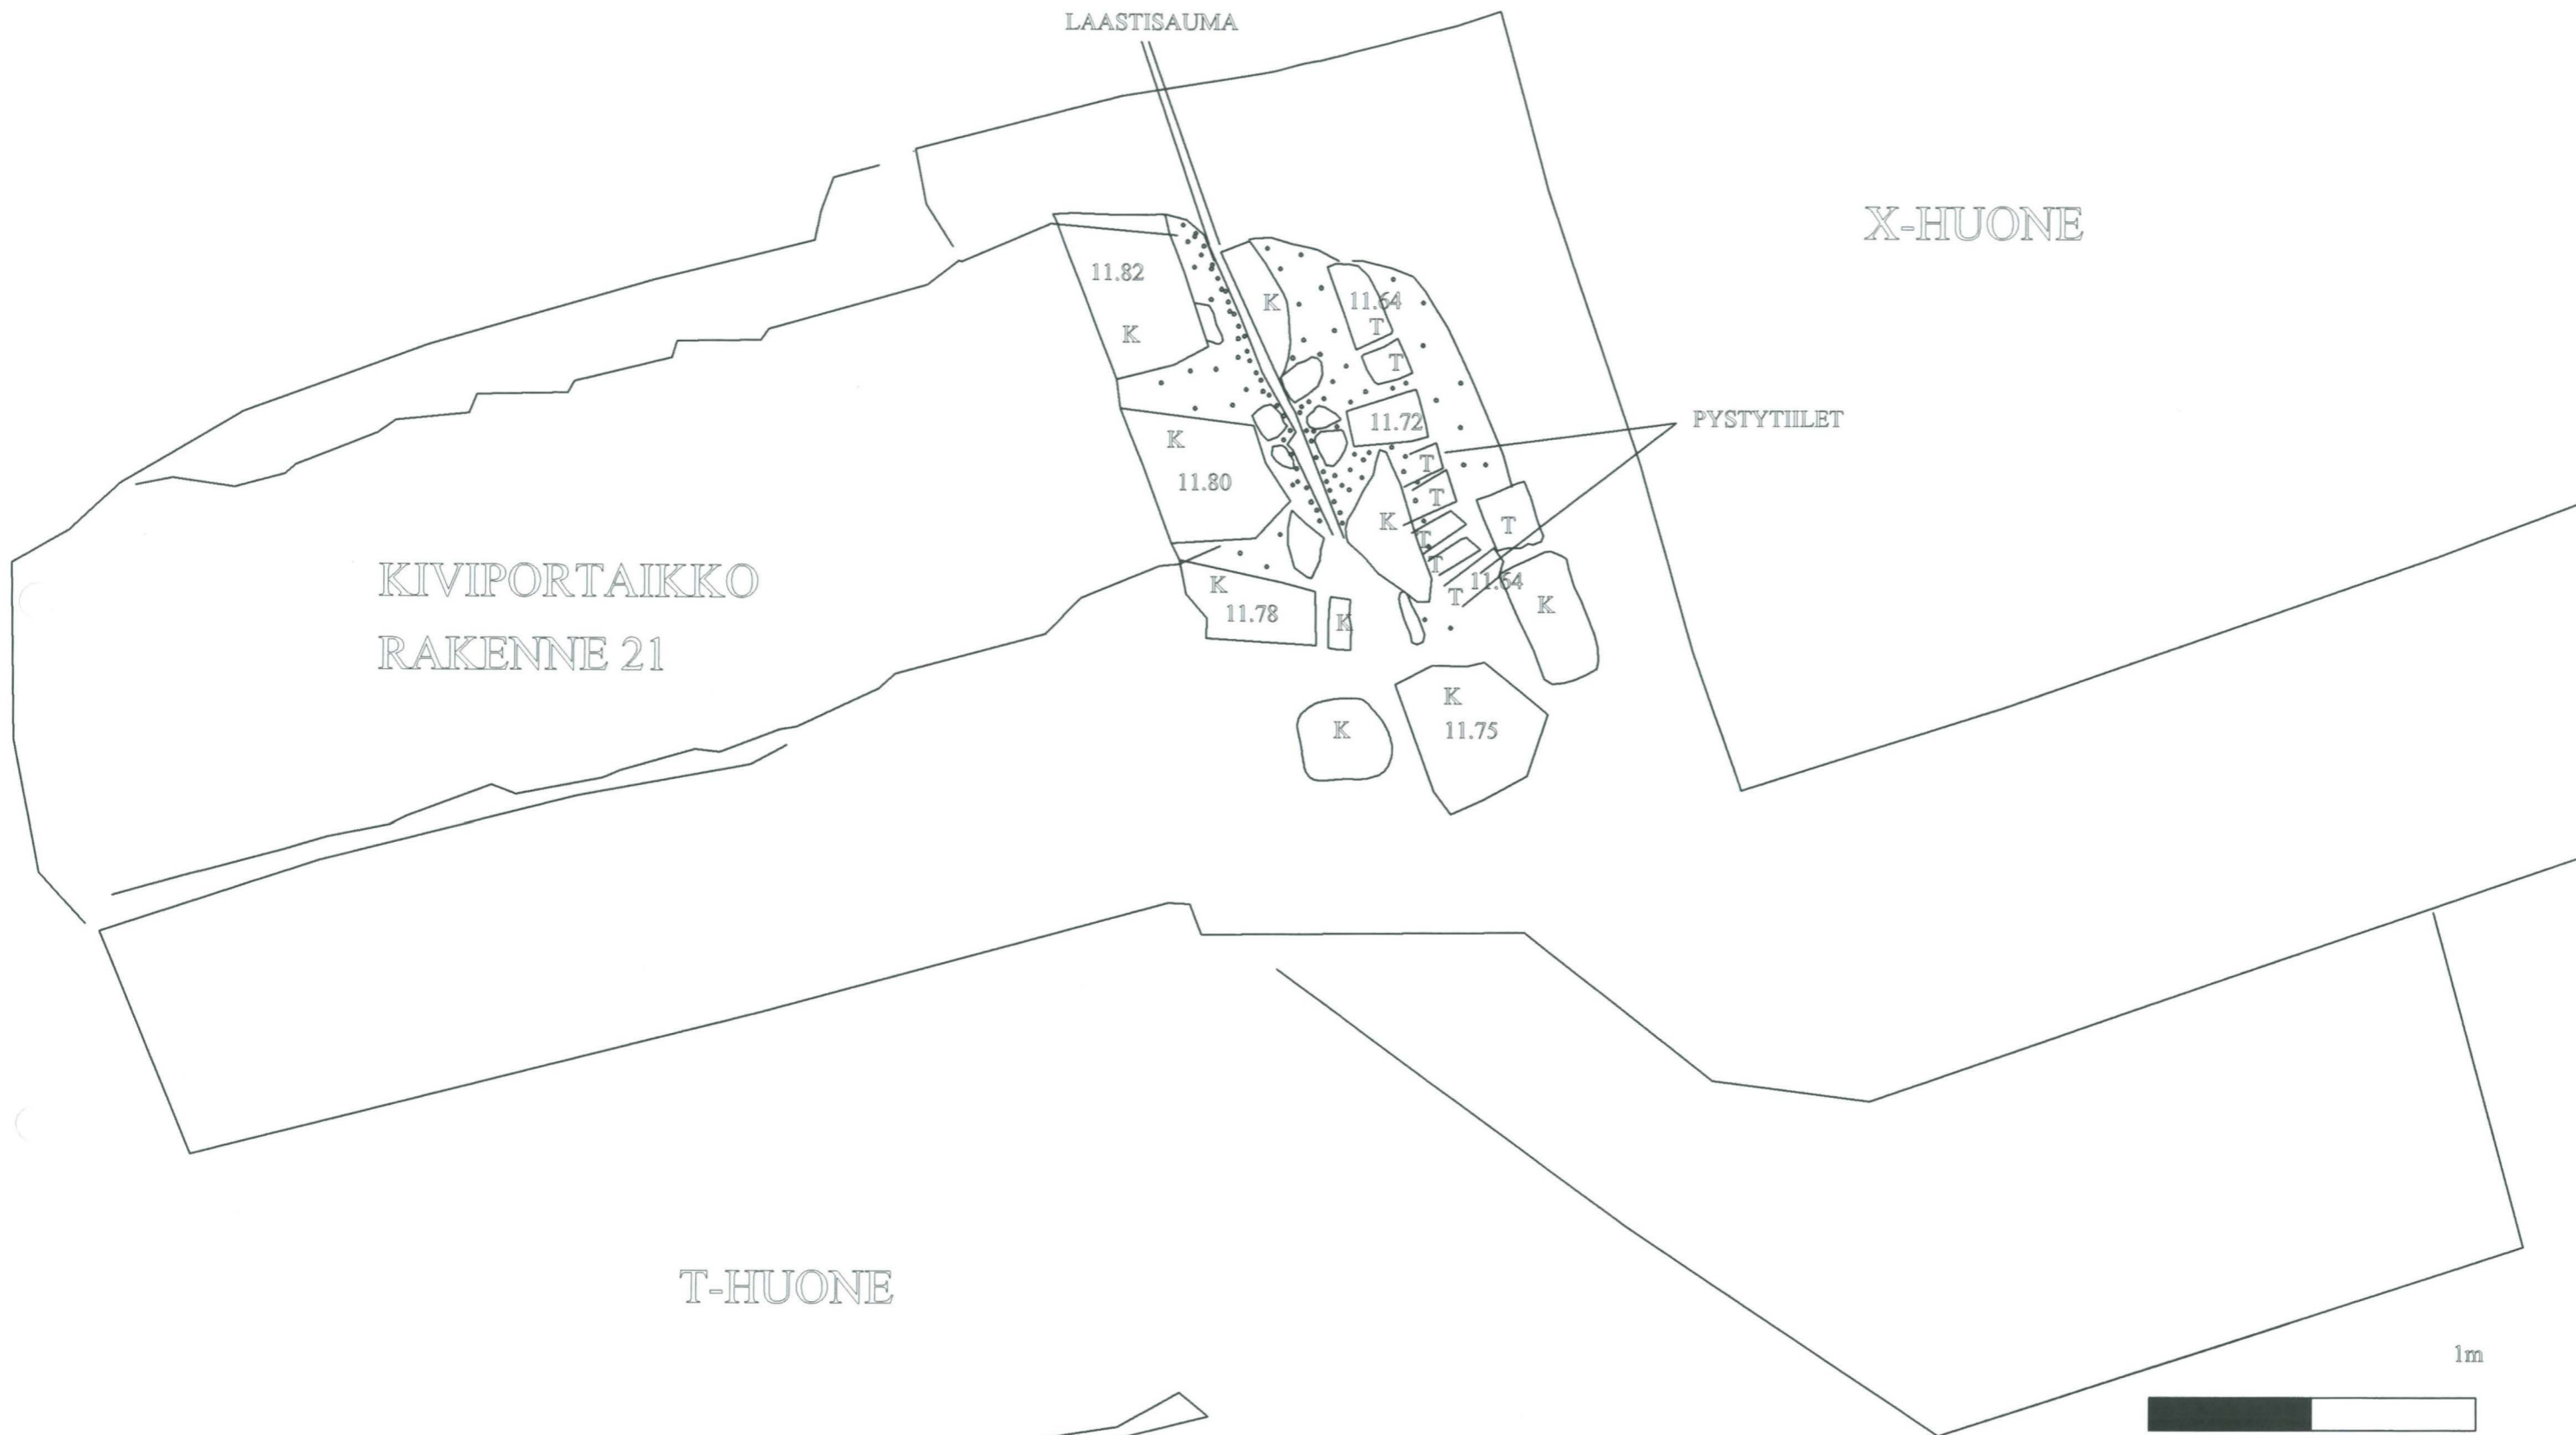 LAASTISAUMA
X-HUONE
11.82
K
K
11.64
T
T
11.72
PYSTYTIILET
K
11.80
T
T
K
T
T
T
11.64
T
K
K
11.78
K
K
11.75
K
KIVIPORTAIKKO
RAKENNE 21
T-HUONE
1m